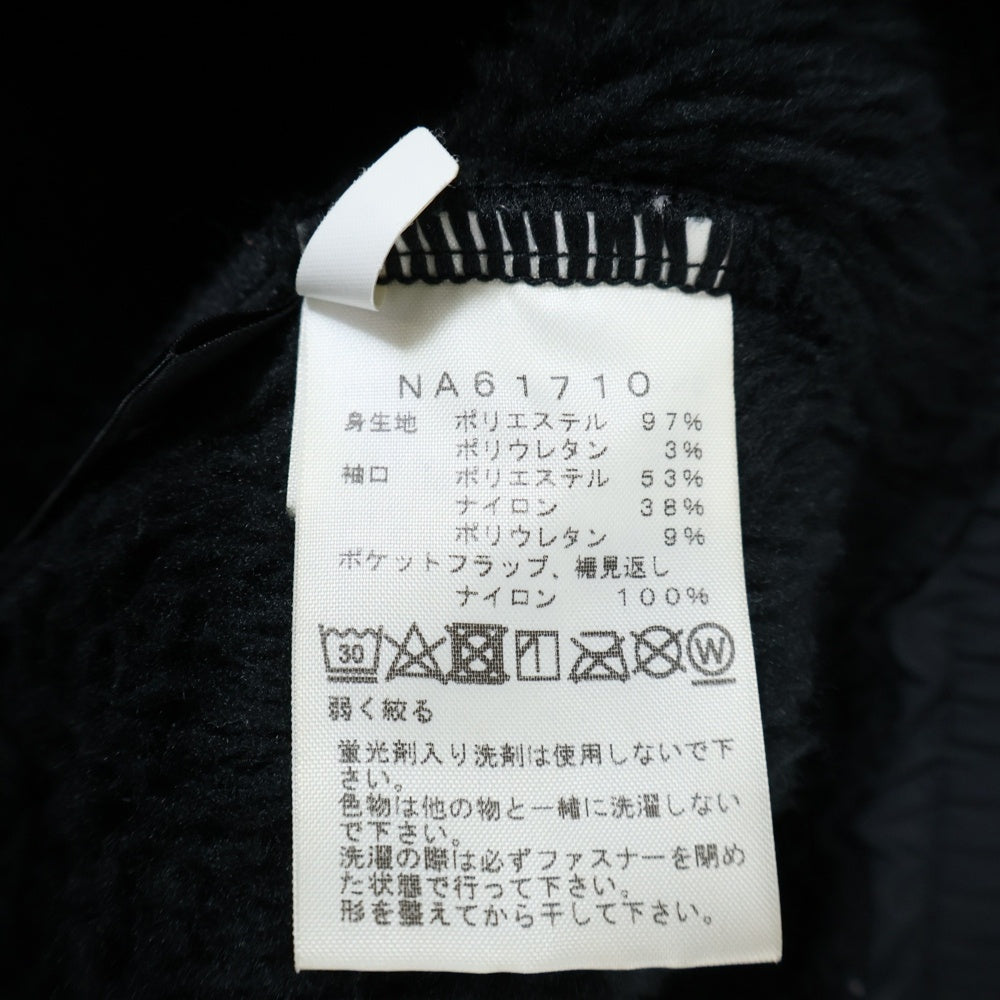 NA61710
身生地 ポリエステル 97%
ポリウレタン 3%
袖口 ポリエステル 53%
ナイロン 38%
ポリウレタン 9%
ポケットフラップ、裾見返し
ナイロン 100%
30 W
弱く絞る
蛍光剤入り洗剤は使用しないで下
さい。
色物は他の物と一緒に洗濯しない
で下さい。
洗濯の際は必ずファスナーを閉め
た状態で行って下さい。
形を整えてから干して下さい。